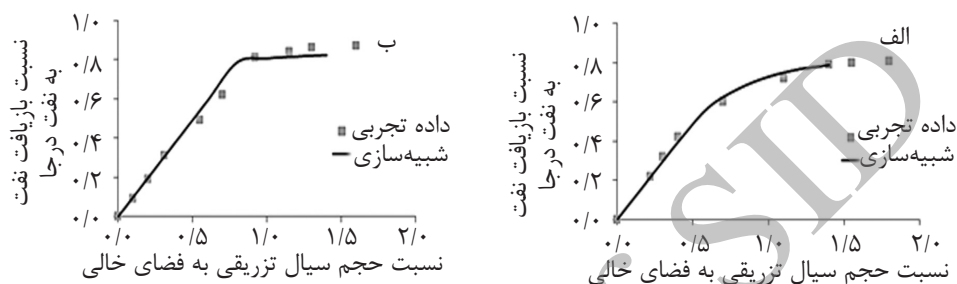 الف
نسبت بازیافت نفت
به نفت درجا
۱/۰
۰/۸
۰/۶
۰/۴
۰/۲
۰/۰
داده تجربی
شبیه‌سازی
۰/۰ ۰/۵ ۱/۰ ۱/۵ ۲/۰
نسبت حجم سیال تزریقی به فضای خالی
ب
نسبت بازیافت نفت
به نفت درجا
۱/۰
۰/۸
۰/۶
۰/۴
۰/۲
۰/۰
داده تجربی
شبیه‌سازی
۰/۰ ۰/۵ ۱/۰ ۱/۵ ۲/۰
نسبت حجم سیال تزریقی به فضای خالی
SID